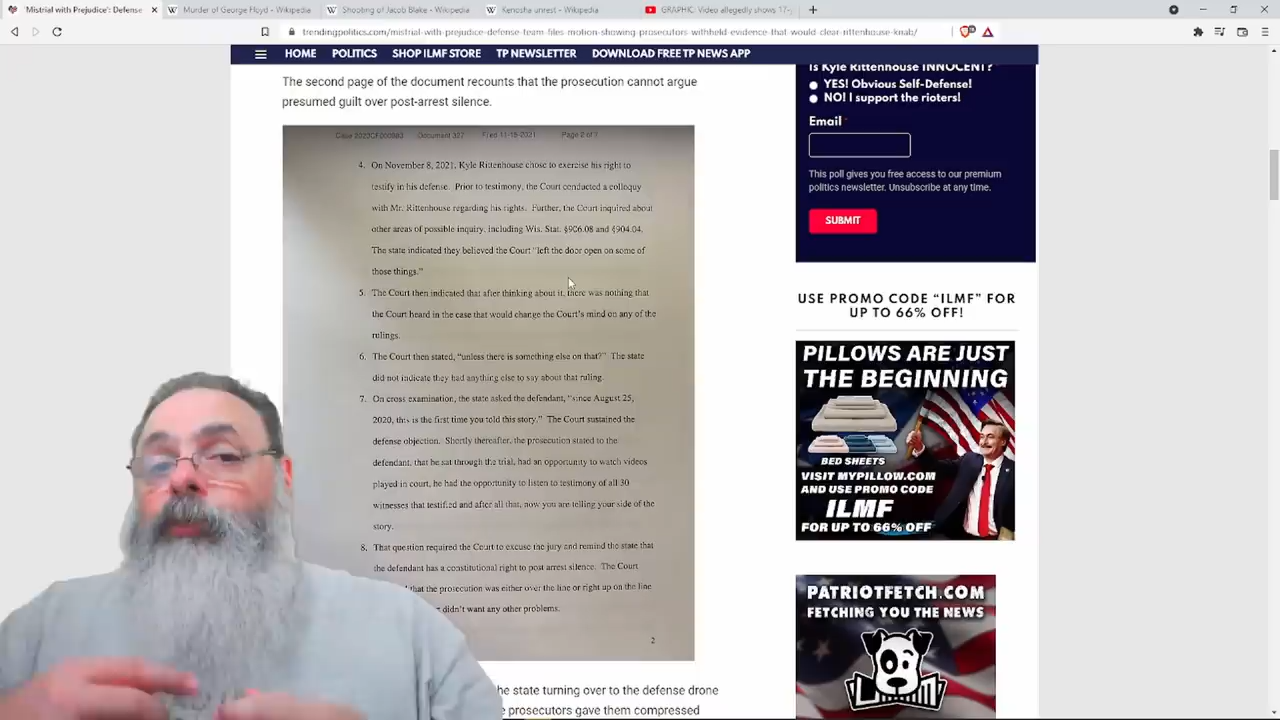 Mistrial with Prejudice': Defense
Murder of George Floyd - Wikipedia
Shooting of Jacob Blake - Wikipedia
Kenosha unrest - Wikipedia
GRAPHIC: Video allegedly shows 17-
trendingpolitics.com/mistrial-with-prejudice-defense-team-files-motion-showing-prosecutors-withheld-evidence-that-would-clear-rittenhouse-knab/
HOME POLITICS SHOP ILMF STORE TP NEWSLETTER DOWNLOAD FREE TP NEWS APP
The second page of the document recounts that the prosecution cannot argue
presumed guilt over post-arrest silence.
Document 327 Filed 11-15-2021 Page 2 of 7
4. On November 8, 2021, Kyle Rittenhouse chose to exercise his right to
testify in his defense. Prior to testimony, the Court conducted a colloquy
with Mr. Rittenhouse regarding his rights. Further, the Court inquired about
other areas of possible inquiry, including Wis. Stat. §906.08 and §904.04.
The state indicated they believed the Court "left the door open on some of
those things."
5. The Court then indicated that after thinking about it, there was nothing that
the Court heard in the case that would change the Court's mind on any of the
rulings.
6. The Court then stated, "unless there is something else on that?" The state
did not indicate they had anything else to say about that ruling.
7. On cross examination, the state asked the defendant, "since August 25,
2020, this is the first time you told this story." The Court sustained the
defense objection. Shortly thereafter, the prosecution stated to the
defendant, that he sat through the trial, had an opportunity to watch videos
played in court, he had the opportunity to listen to testimony of all 30
witnesses that testified and after all that, now you are telling your side of the
story.
8. That question required the Court to excuse the jury and remind the state that
the defendant has a constitutional right to post arrest silence. The Court
that the prosecution was either over the line or right up on the line
didn't want any other problems.
2
he state turning over to the defense drone
e prosecutors gave them compressed
Is Kyle Rittenhouse INNOCENT?
YES! Obvious Self-Defense!
NO! I support the rioters!
Email
This poll gives you free access to our premium
politics newsletter. Unsubscribe at any time.
SUBMIT
USE PROMO CODE “ILMF” FOR
UP TO 66% OFF!
PILLOWS ARE JUST
THE BEGINNING
BED SHEETS
VISIT MYPILLOW.COM
AND USE PROMO CODE
ILMF
FOR UP TO 66% OFF
PATRIOTFETCH.COM
FETCHING YOU THE NEWS